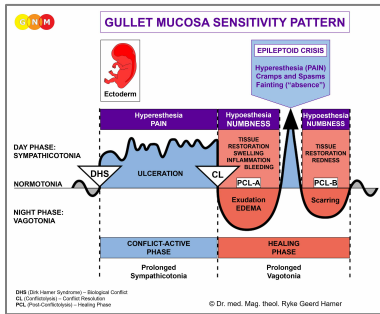 GNM
GULLET MUCOSA SENSITIVITY PATTERN
EPILEPTOID CRISIS
Hyperesthesia (PAIN)
Cramps and Spasms
Fainting ("absence")
Ectoderm
Hyperesthesia
PAIN
Hypoesthesia
NUMBNESS
Hypoesthesia
NUMBNESS
DAY PHASE:
SYMPATHICOTONIA
TISSUE
RESTORATION
SWELLING
INFLAMMATION
BLEEDING
TISSUE
RESTORATION
REDNESS
DHS
ULCERATION
CL
PCL-A
PCL-B
NORMOTONIA
NIGHT PHASE:
VAGOTONIA
Exudation
EDEMA
Scarring
CONFLICT-ACTIVE
PHASE
HEALING
PHASE
Prolonged
Sympathicotonia
Prolonged
Vagotonia
DHS (Dirk Hamer Syndrome) – Biological Conflict
CL (Conflictolysis) – Conflict Resolution
PCL (Post-Conflictolysis) – Healing Phase
© Dr. med. Mag. theol. Ryke Geerd Hamer